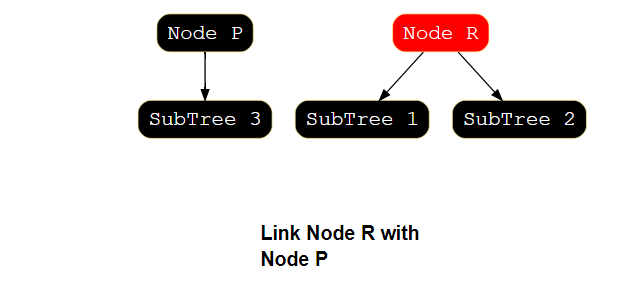 Node P
Node R
SubTree 3
SubTree 1
SubTree 2
Link Node R with
Node P